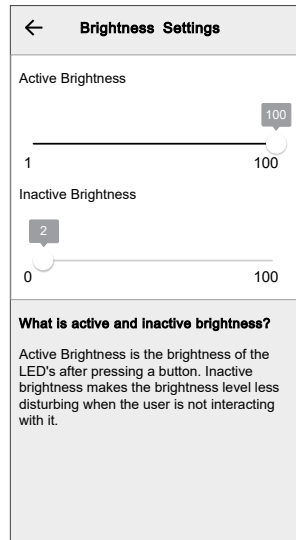 Brightness Settings
Active Brightness
100
1 100
Inactive Brightness
2
0 100
What is active and inactive brightness?
Active Brightness is the brightness of the
LED's after pressing a button. Inactive
brightness makes the brightness level less
disturbing when the user is not interacting
with it.